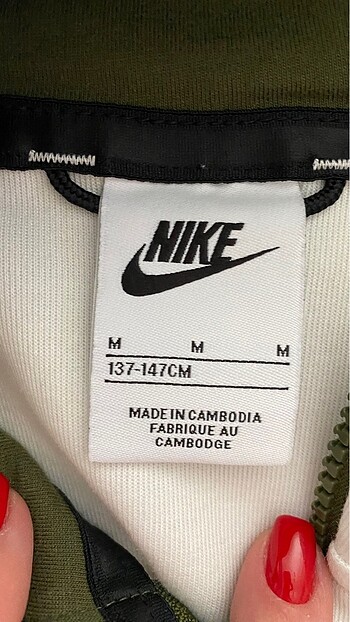 NIKE
M M M
137-147CM
MADE IN CAMBODIA
FABRIQUE AU
CAMBODGE